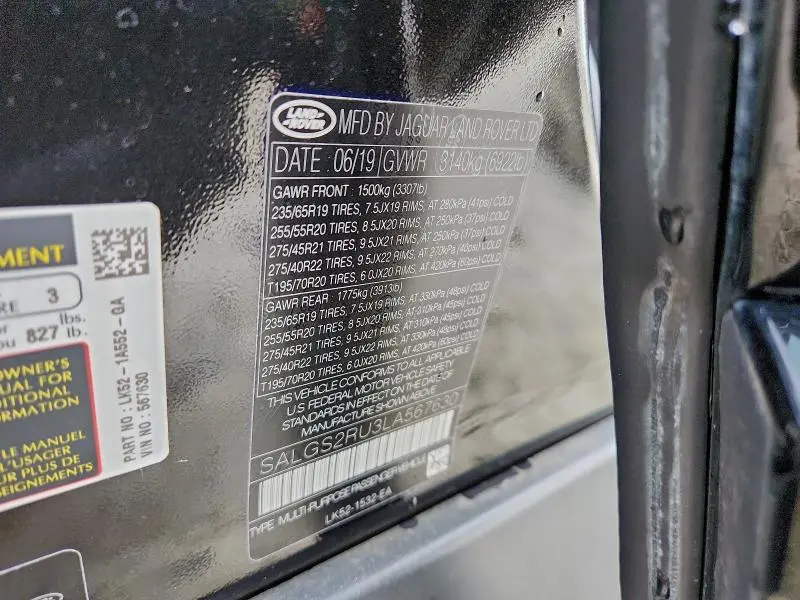 LAND
ROVER
MFD BY JAGUAR LAND ROVER LTD
DATE 06/19 GVWR 3140kg (6922lb)
GAWR FRONT : 1500kg (3307lb)
235/65R19 TIRES, 7.5JX19 RIMS, AT 280kPa (41psi) COLD
255/55R20 TIRES, 8.5JX20 RIMS, AT 250kPa (37psi) COLD
275/45R21 TIRES, 9.5JX21 RIMS, AT 250kPa (37psi) COLD
275/40R22 TIRES, 9.5JX22 RIMS, AT 270kPa (40psi) COLD
T195/70R20 TIRES, 6.0JX20 RIMS, AT 420kPa (60psi) COLD
GAWR REAR : 1775kg (3913lb)
235/65R19 TIRES, 7.5JX19 RIMS, AT 330kPa (48psi) COLD
255/55R20 TIRES, 8.5JX20 RIMS, AT 310kPa (45psi) COLD
275/45R21 TIRES, 9.5JX21 RIMS, AT 310kPa (45psi) COLD
275/40R22 TIRES, 9.5JX22 RIMS, AT 330kPa (48psi) COLD
T195/70R20 TIRES, 6.0JX20 RIMS, AT 420kPa (60psi) COLD
THIS VEHICLE CONFORMS TO ALL APPLICABLE
U.S. FEDERAL MOTOR VEHICLE SAFETY
STANDARDS IN EFFECT ON THE DATE OF
MANUFACTURE SHOWN ABOVE
SALGS2RU3LA567630
TYPE MULTI-PURPOSE PASSENGER VEHICLE
LK52-1532-EA
EMENT
RE 3
or lbs.
ou 827 lb.
OWNER'S
UAL FOR
DITIONAL
ORMATION
LE MANUEL
L'USAGER
UR PLUS DE
SEIGNEMENTS
PART NO : LK52-1A552-GA
VIN NO : 567630